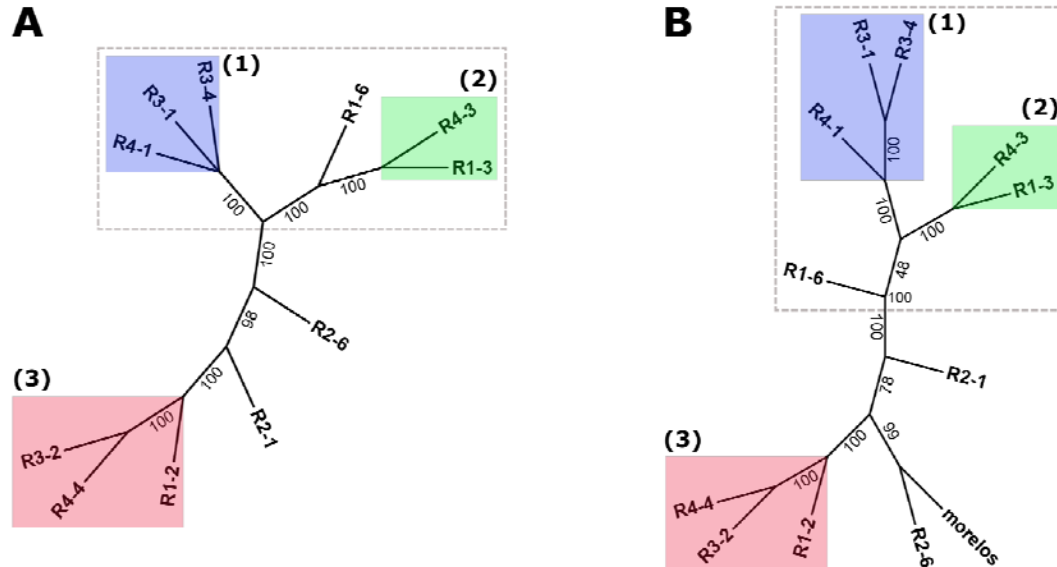 A
(1)
R3-4
R3-1
R4-1
R1-6
(2)
R4-3
R1-3
100
100
100
100
R2-6
98
R2-1
100
(3)
100
R3-2
R4-4
R1-2
B
(1)
R3-1
R3-4
R4-1
100
(2)
R4-3
R1-3
100
100
48
R1-6
100
100
R2-1
78
99
100
(3)
100
R4-4
R3-2
R1-2
R2-6
morelos